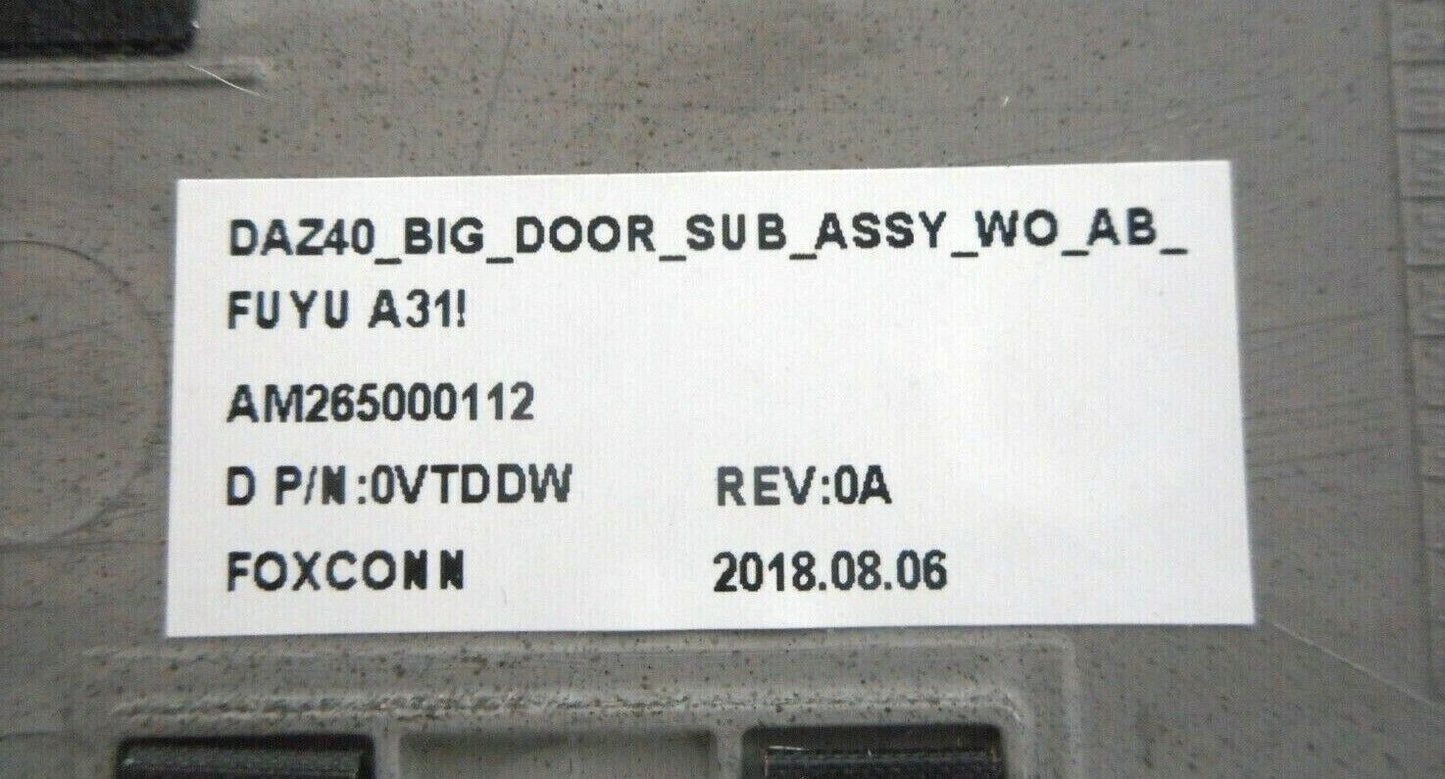 DAZ40_BIG_DOOR_SUB_ASSY_WO_AB_
FUYU A31!
AM265000112
D P/N:0VTDDW REV:0A
FOXCONN 2018.08.06